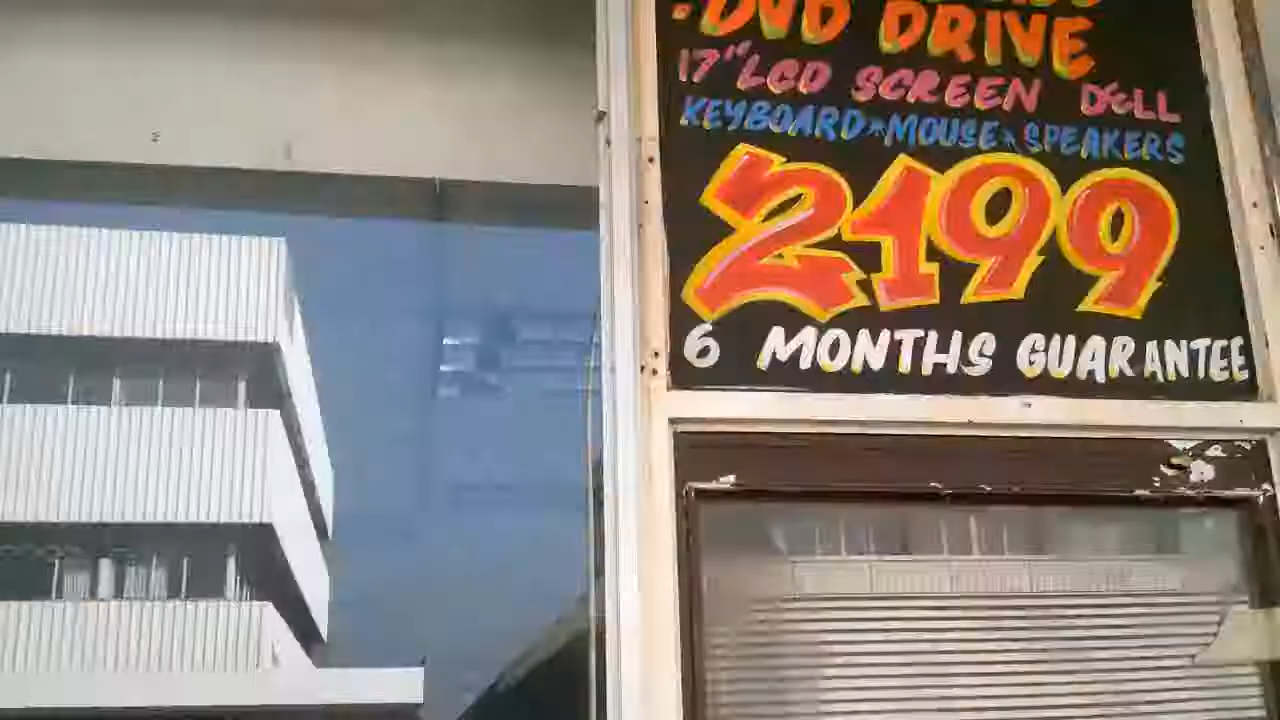 ·DVD DRIVE
17"LCD SCREEN DELL
KEYBOARD*MOUSE*SPEAKERS
2199
6 MONTHS GUARANTEE